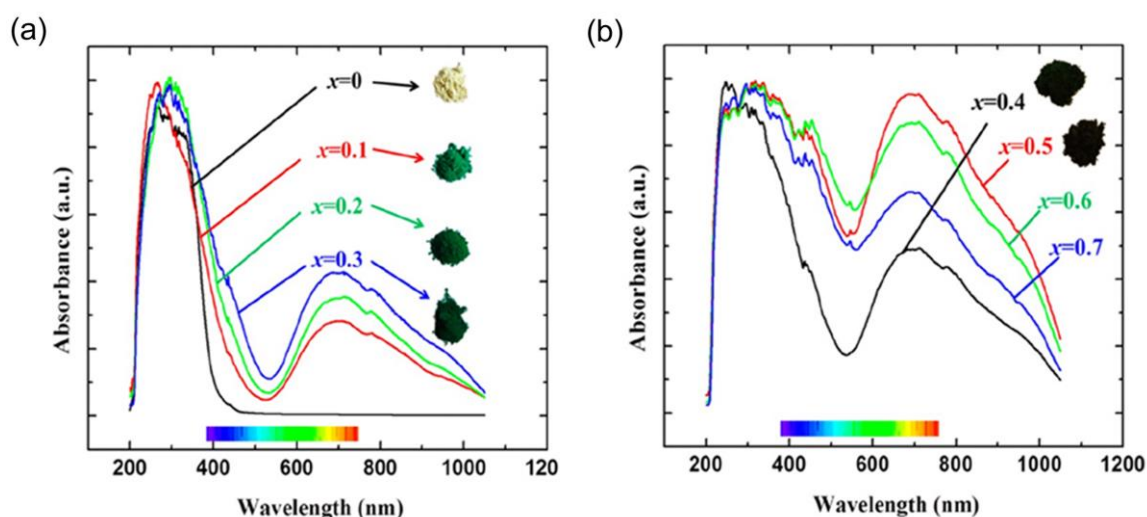 (a)
x=0
x=0.1
x=0.2
x=0.3
Absorbance (a.u.)
200 400 600 800 1000 120
Wavelength (nm)
(b)
x=0.4
x=0.5
x=0.6
x=0.7
Absorbance (a.u.)
200 400 600 800 1000 1200
Wavelength (nm)